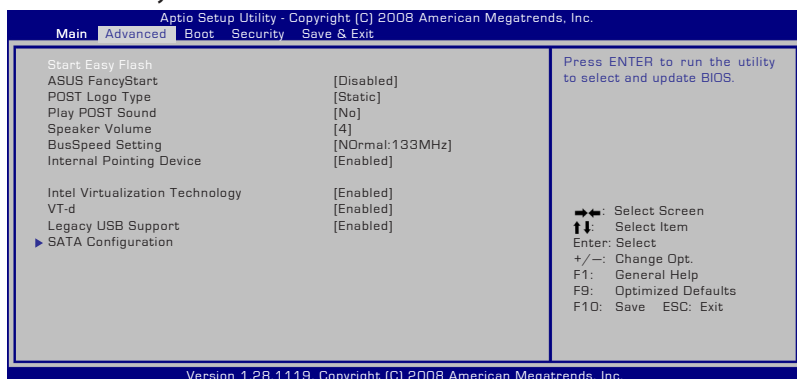 Aptio Setup Utility - Copyright (C) 2008 American Megatrends, Inc.
Main Advanced Boot Security Save & Exit
Start Easy Flash
ASUS FancyStart [Disabled]
POST Logo Type [Static]
Play POST Sound [No]
Speaker Volume [4]
BusSpeed Setting [NOrmal:133MHz]
Internal Pointing Device [Enabled]
Intel Virtualization Technology [Enabled]
VT-d [Enabled]
Legacy USB Support [Enabled]
SATA Configuration
Press ENTER to run the utility
to select and update BIOS.
→←: Select Screen
↑↓: Select Item
Enter: Select
+/—: Change Opt.
F1: General Help
F9: Optimized Defaults
F10: Save ESC: Exit
Version 1.28.1119. Copyright (C) 2008 American Megatrends, Inc.